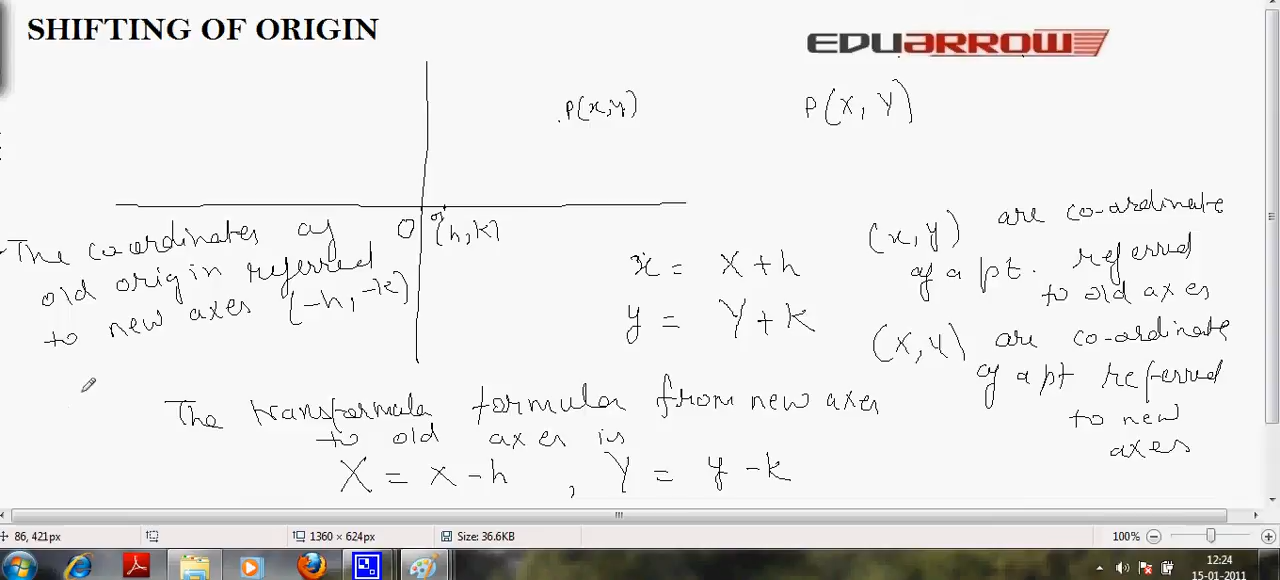 SHIFTING OF ORIGIN
EDUARROW
P(x,y)
P(X, Y)
O (h,k)
The coordinates of
old origin referred
to new axes (-h, -k)
x = X + h
y = Y + k
(x,y) are co-ordinate
of a pt. referred
to old axes
(X,Y) are co-ordinate
of a pt referred
to new
axes
The transformula formular from new axes
to old axes is
X = x - h , Y = y - k
86, 421px
1360 × 624px
Size: 36.6KB
100%
12:24
15-01-2011